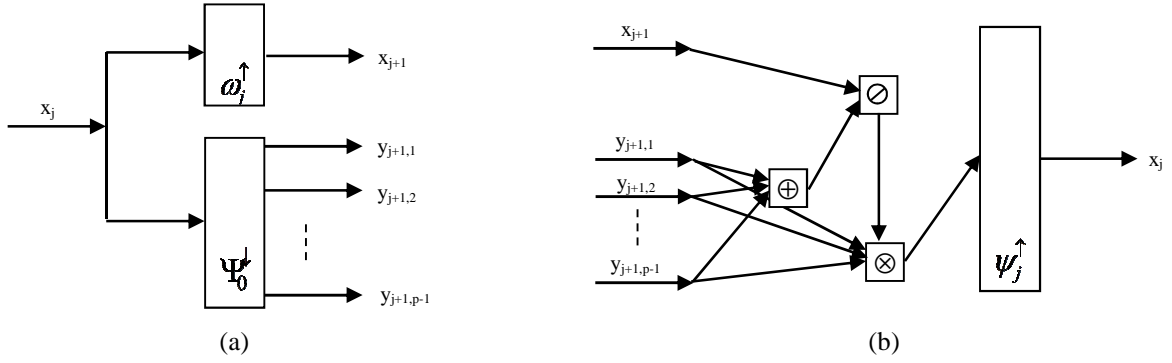 x_j
ω_j^↑
x_{j+1}
Ψ_0^↓
y_{j+1,1}
y_{j+1,2}
y_{j+1,p-1}
(a)
x_{j+1}
y_{j+1,1}
y_{j+1,2}
y_{j+1,p-1}
⊘
⊕
⊗
ψ_j^↑
x_j
(b)